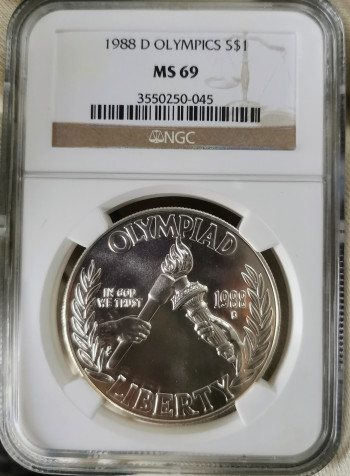 1988 D OLYMPICS S$1
MS 69
3550250-045
NGC
OLYMPIAD
IN GOD
WE TRUST
1988
D
LIBERTY